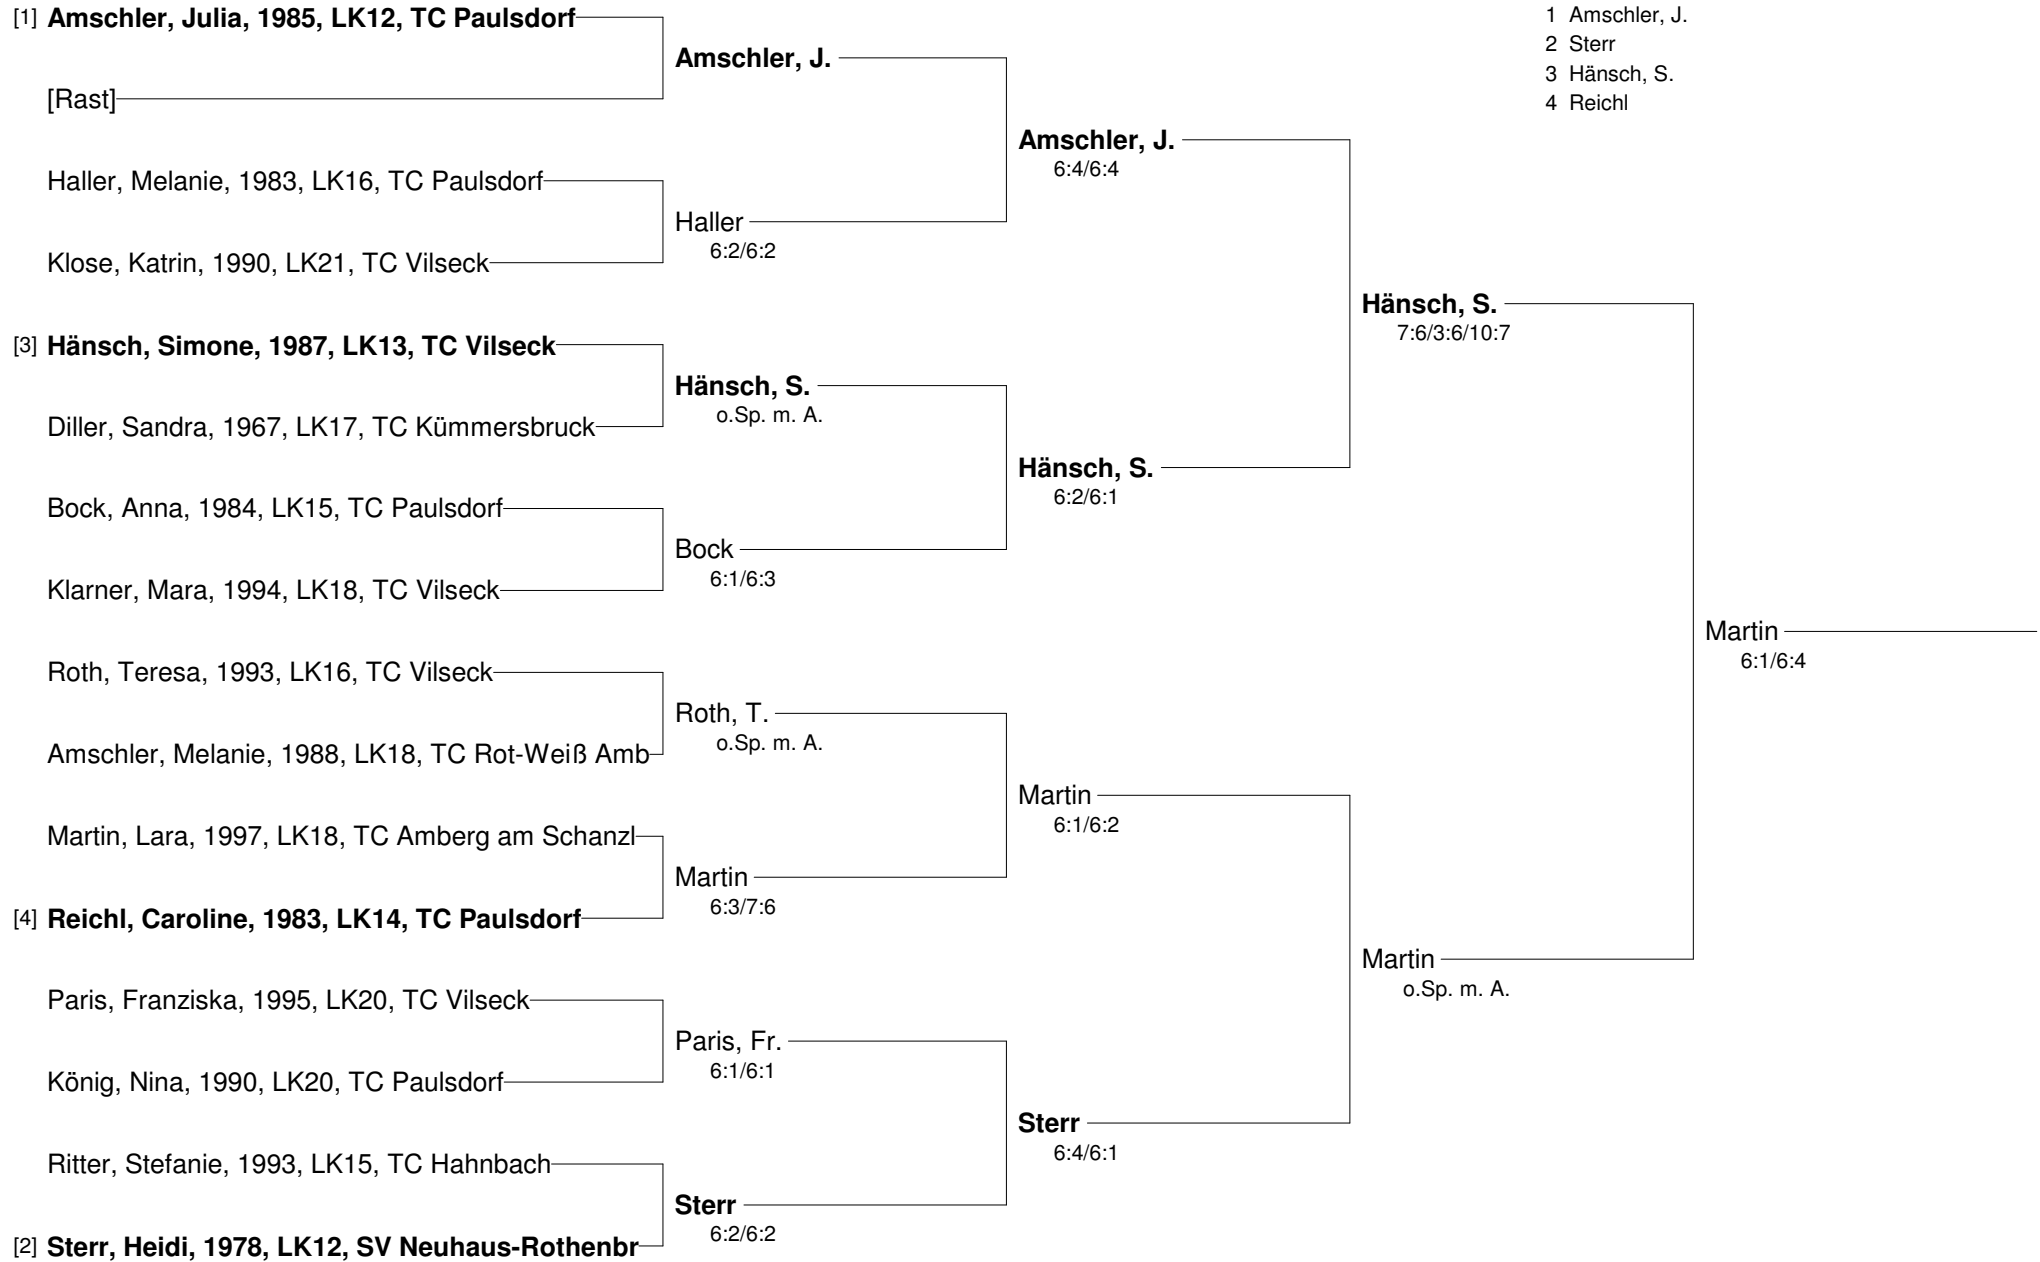 [1] Amschler, Julia, 1985, LK12, TC Paulsdorf
[Rast]
Haller, Melanie, 1983, LK16, TC Paulsdorf
Klose, Katrin, 1990, LK21, TC Vilseck
[3] Hänsch, Simone, 1987, LK13, TC Vilseck
Diller, Sandra, 1967, LK17, TC Kümmersbruck
Bock, Anna, 1984, LK15, TC Paulsdorf
Klarner, Mara, 1994, LK18, TC Vilseck
Roth, Teresa, 1993, LK16, TC Vilseck
Amschler, Melanie, 1988, LK18, TC Rot-Weiß Amb
Martin, Lara, 1997, LK18, TC Amberg am Schanzl
[4] Reichl, Caroline, 1983, LK14, TC Paulsdorf
Paris, Franziska, 1995, LK20, TC Vilseck
König, Nina, 1990, LK20, TC Paulsdorf
Ritter, Stefanie, 1993, LK15, TC Hahnbach
[2] Sterr, Heidi, 1978, LK12, SV Neuhaus-Rothenbr
Amschler, J.
Haller
6:2/6:2
Hänsch, S.
o.Sp. m. A.
Bock
6:1/6:3
Roth, T.
o.Sp. m. A.
Martin
6:3/7:6
Paris, Fr.
6:1/6:1
Sterr
6:2/6:2
Amschler, J.
6:4/6:4
Hänsch, S.
6:2/6:1
Martin
6:1/6:2
Sterr
6:4/6:1
Hänsch, S.
7:6/3:6/10:7
Martin
o.Sp. m. A.
Martin
6:1/6:4
1 Amschler, J.
2 Sterr
3 Hänsch, S.
4 Reichl